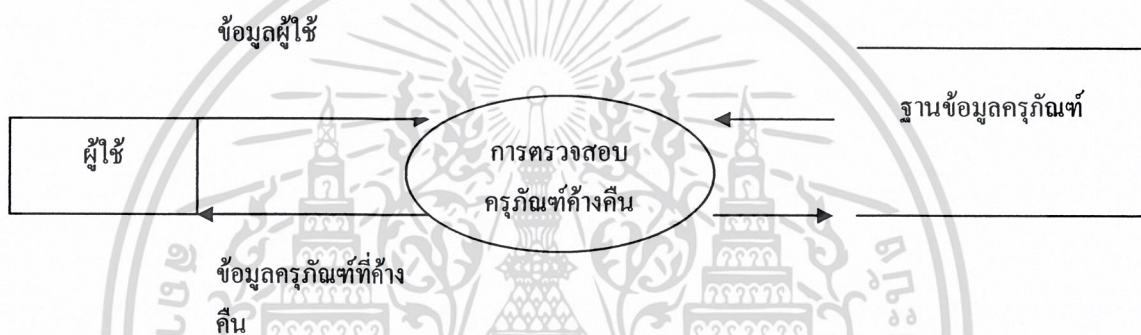 ข้อมูลผู้ใช้
ผู้ใช้
การตรวจสอบ
ครุภัณฑ์ค้างคืน
ฐานข้อมูลครุภัณฑ์
ข้อมูลครุภัณฑ์ที่ค้าง
คืน